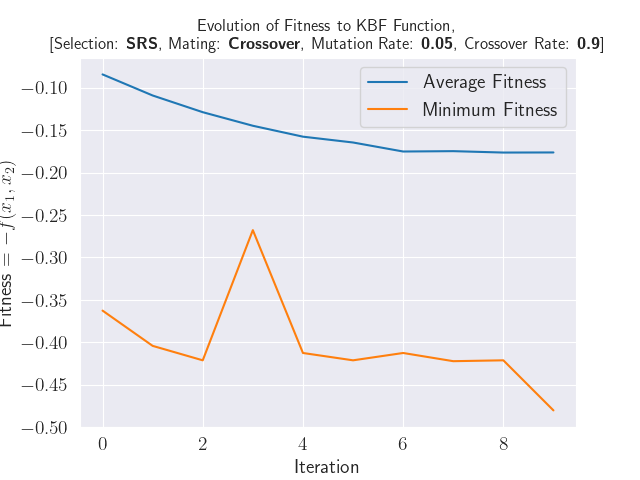 Evolution of Fitness to KBF Function,
[Selection: SRS, Mating: Crossover, Mutation Rate: 0.05, Crossover Rate: 0.9]
Average Fitness
Minimum Fitness
−0.10
−0.15
−0.20
−0.25
−0.30
−0.35
−0.40
−0.45
−0.50
Fitness = −f(x₁, x₂)
0 2 4 6 8
Iteration